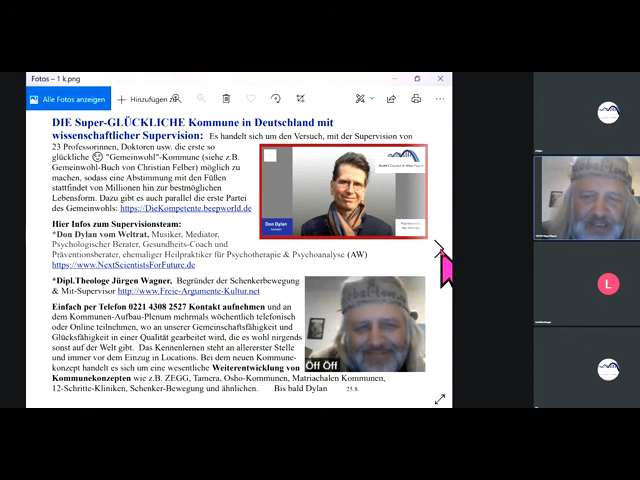 Fotos – 1 k.png
Alle Fotos anzeigen
Hinzufügen zu
DIE Super-GLÜCKLICHE Kommune in Deutschland mit
wissenschaftlicher Supervision: Es handelt sich um den Versuch, mit der Supervision von
23 Professorinnen, Doktoren usw. die erste so
glückliche "Gemeinwohl"-Kommune (siehe z.B.
Gemeinwohl-Buch von Christian Felber) möglich zu
machen, sodass eine Abstimmung mit den Füßen
stattfindet von Millionen hin zur bestmöglichen
Lebensform. Dazu gibt es auch parallel die erste Partei
des Gemeinwohls: https://DieKompetente.beepworld.de
Don Dylan
Hier Infos zum Supervisionsteam:
*Don Dylan vom Weltrat, Musiker, Mediator,
Psychologischer Berater, Gesundheits-Coach und
Präventionsberater, ehemaliger Heilpraktiker für Psychotherapie & Psychoanalyse (AW)
https://www.NextScientistsForFuture.de
*Dipl.Theologe Jürgen Wagner, Begründer der Schenkerbewegung
& Mit-Supervisor http://www.Freie-Argumente-Kultur.net
Einfach per Telefon 0221 4308 2527 Kontakt aufnehmen und an
dem Kommunen-Aufbau-Plenum mehrmals wöchentlich telefonisch
oder Online teilnehmen, wo an unserer Gemeinschaftsfähigkeit und
Glücksfähigkeit in einer Qualität gearbeitet wird, die es wohl nirgends
sonst auf der Welt gibt. Das Kennenlernen steht an allererster Stelle
und immer vor dem Einzug in Locations. Bei dem neuen Kommune-
konzept handelt es sich um eine wesentliche Weiterentwicklung von
Kommunekonzepten wie z.B. ZEGG, Tamera, Osho-Kommunen, Matriachalen Kommunen,
12-Schritte-Kliniken, Schenker-Bewegung und ähnlichen. Bis bald Dylan 25.8.
Öff Öff
L